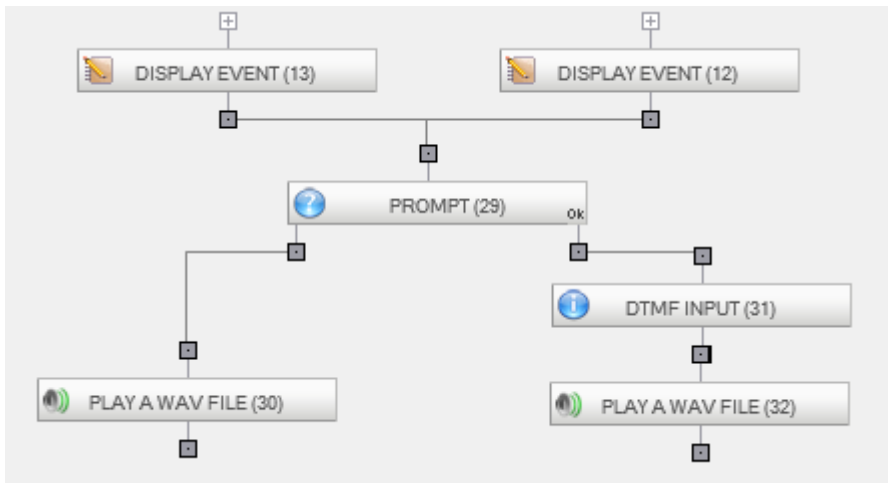 DISPLAY EVENT (13)
DISPLAY EVENT (12)
PROMPT (29)
Ok
DTMF INPUT (31)
PLAY A WAV FILE (30)
PLAY A WAV FILE (32)